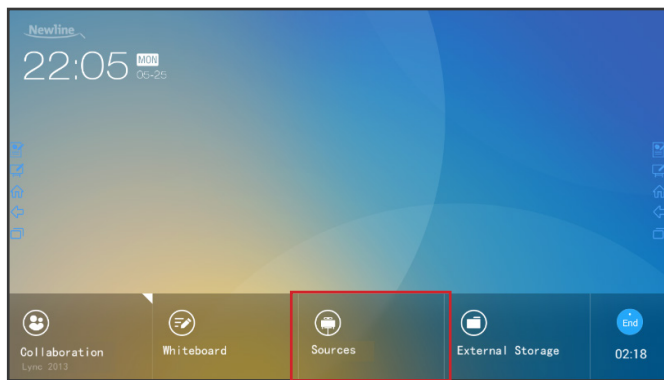 Newline
22:05 MON
05-25
Collaboration
Lync 2013
Whiteboard
Sources
External Storage
End
02:18